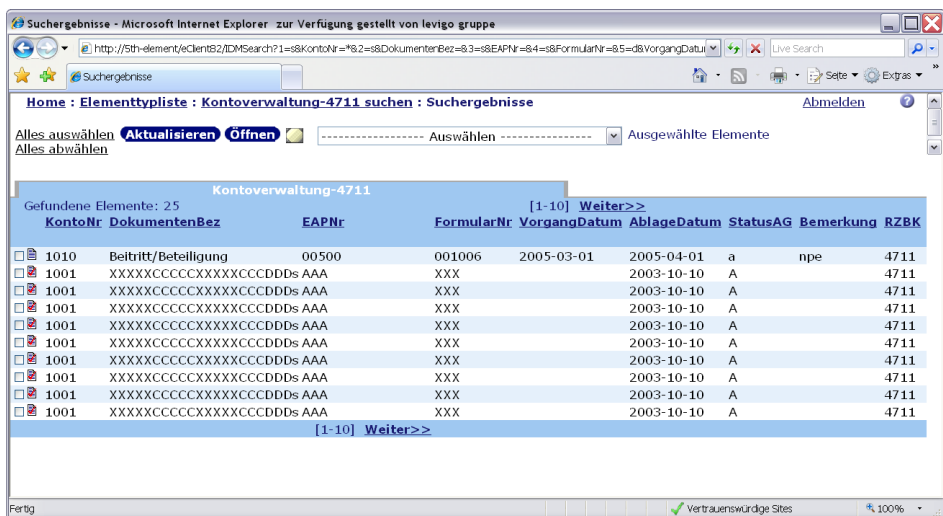 Suchergebnisse - Microsoft Internet Explorer zur Verfügung gestellt von levigo gruppe
http://5th-element/eClient82/IDMSearch?1=s&KontoNr=*&2=s&DokumentenBez=&3=s&EAPNr=&4=s&FormularNr=&5=d&VorgangDatu
Live Search
Suchergebnisse
Seite
Extras
Home : Elementtypliste : Kontoverwaltung-4711 suchen : Suchergebnisse Abmelden
Alles auswählen Aktualisieren Öffnen ------------------ Auswählen ---------------- Ausgewählte Elemente
Alles abwählen
Kontoverwaltung-4711
Gefundene Elemente: 25 [1-10] Weiter>>
KontoNr DokumentenBez EAPNr FormularNr VorgangDatum AblageDatum StatusAG Bemerkung RZBK
1010 Beitritt/Beteiligung 00500 001006 2005-03-01 2005-04-01 a npe 4711
1001 XXXXXCCCCCXXXXXCCCDDDs AAA XXX 2003-10-10 A 4711
1001 XXXXXCCCCCXXXXXCCCDDDs AAA XXX 2003-10-10 A 4711
1001 XXXXXCCCCCXXXXXCCCDDDs AAA XXX 2003-10-10 A 4711
1001 XXXXXCCCCCXXXXXCCCDDDs AAA XXX 2003-10-10 A 4711
1001 XXXXXCCCCCXXXXXCCCDDDs AAA XXX 2003-10-10 A 4711
1001 XXXXXCCCCCXXXXXCCCDDDs AAA XXX 2003-10-10 A 4711
1001 XXXXXCCCCCXXXXXCCCDDDs AAA XXX 2003-10-10 A 4711
1001 XXXXXCCCCCXXXXXCCCDDDs AAA XXX 2003-10-10 A 4711
1001 XXXXXCCCCCXXXXXCCCDDDs AAA XXX 2003-10-10 A 4711
[1-10] Weiter>>
Fertig Vertrauenswürdige Sites 100%